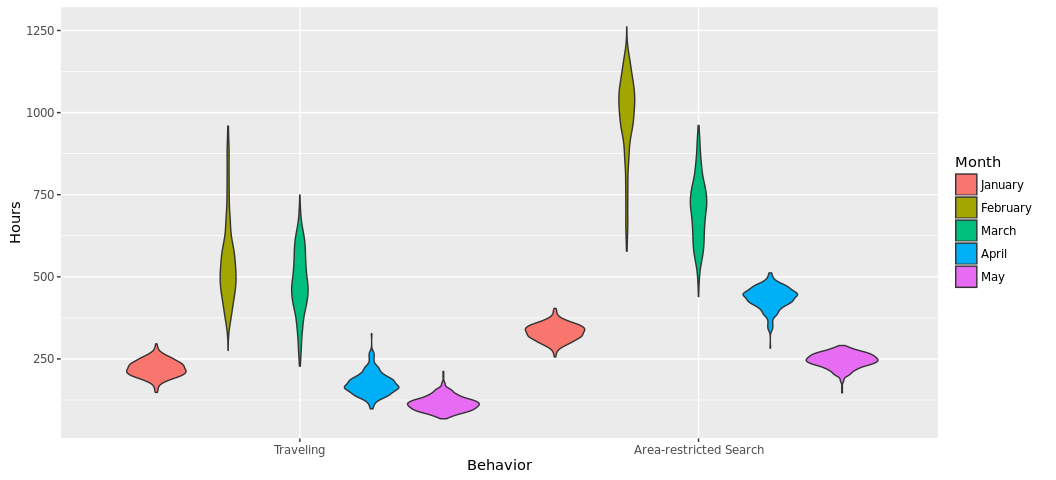 1250
1000
750
500
250
Hours
Traveling
Area-restricted Search
Behavior
Month
January
February
March
April
May